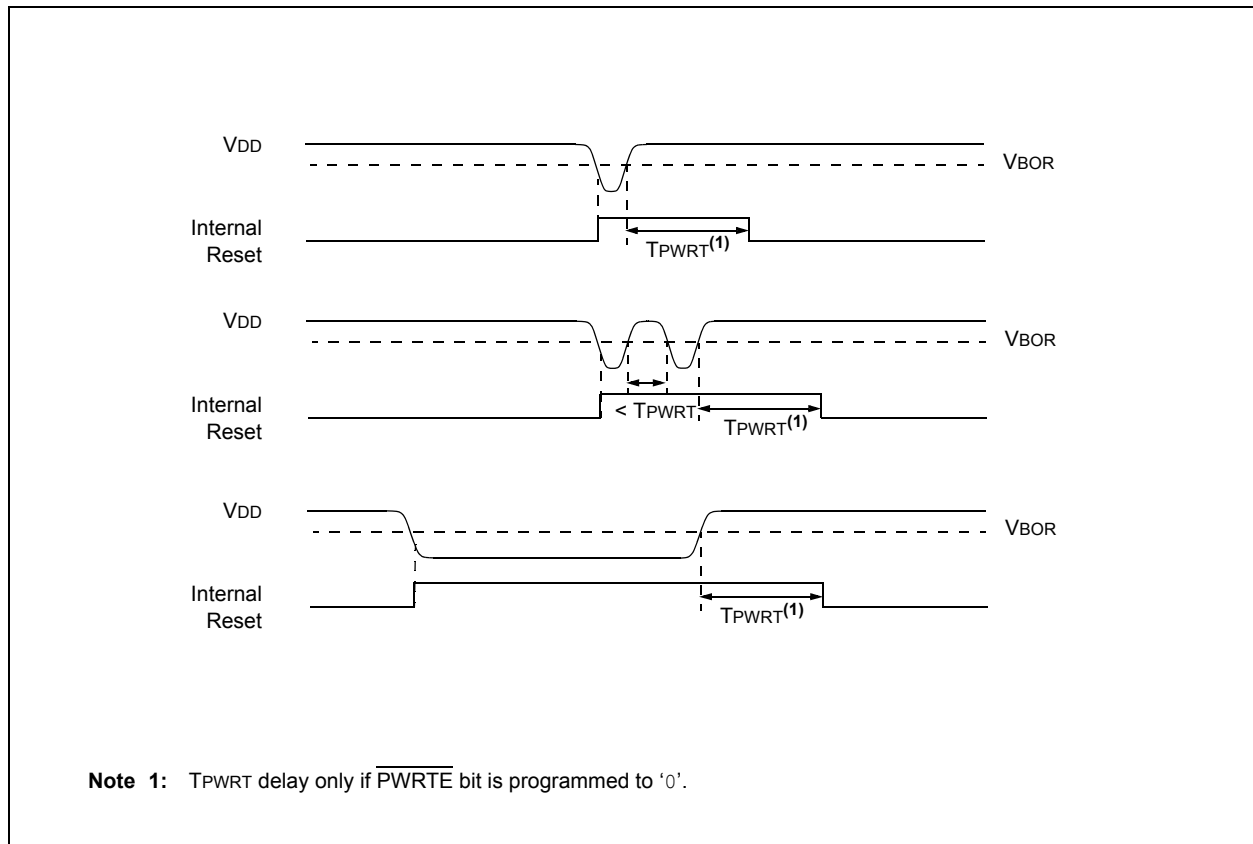 VDD
VBOR
Internal
Reset
TPWRT(1)
VDD
VBOR
Internal
Reset
< TPWRT
TPWRT(1)
VDD
VBOR
Internal
Reset
TPWRT(1)
Note 1: TPWRT delay only if PWRTE bit is programmed to ‘0’.